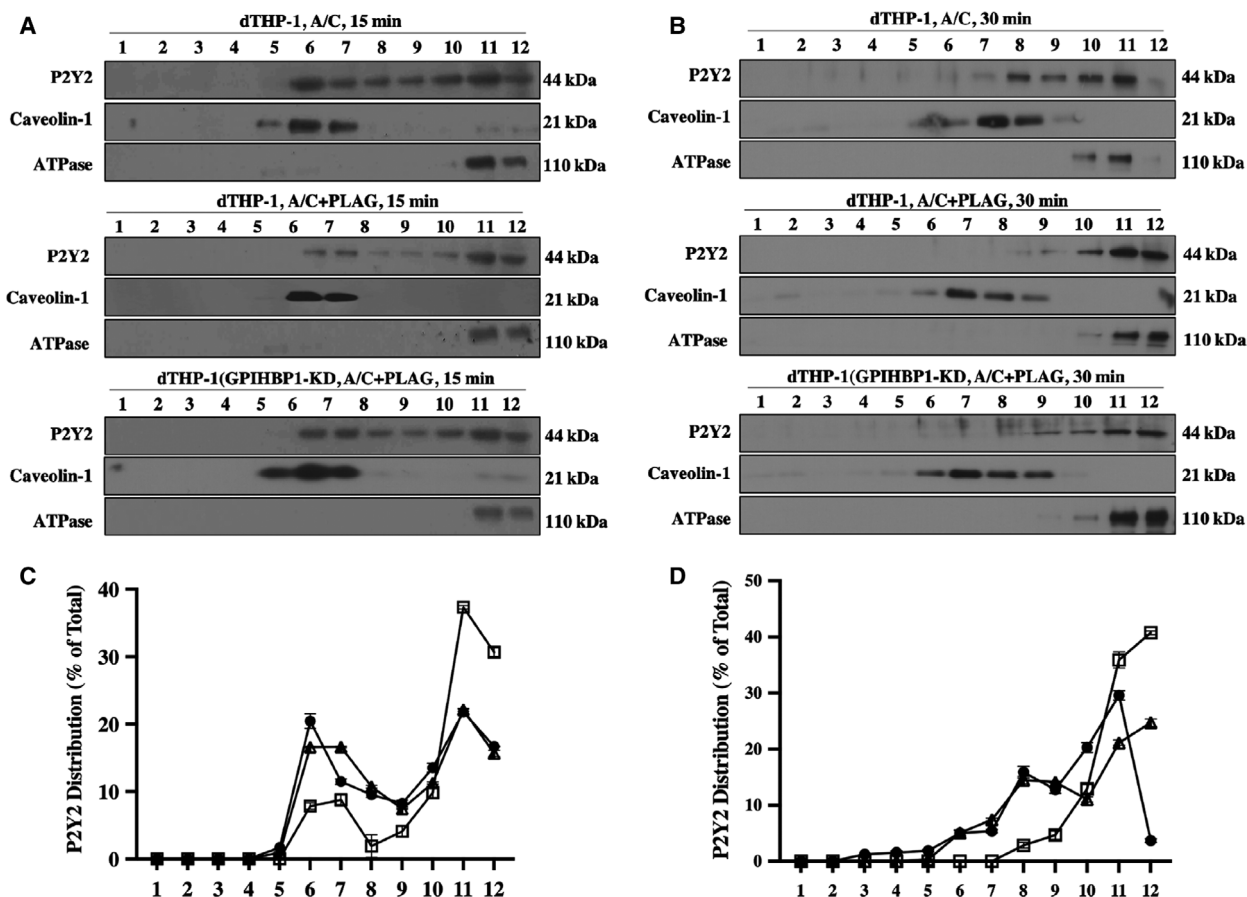 A
dTHP-1, A/C, 15 min
1 2 3 4 5 6 7 8 9 10 11 12
P2Y2 44 kDa
Caveolin-1 21 kDa
ATPase 110 kDa
dTHP-1, A/C+PLAG, 15 min
1 2 3 4 5 6 7 8 9 10 11 12
P2Y2 44 kDa
Caveolin-1 21 kDa
ATPase 110 kDa
dTHP-1(GPIHBP1-KD, A/C+PLAG, 15 min
1 2 3 4 5 6 7 8 9 10 11 12
P2Y2 44 kDa
Caveolin-1 21 kDa
ATPase 110 kDa
B
dTHP-1, A/C, 30 min
1 2 3 4 5 6 7 8 9 10 11 12
P2Y2 44 kDa
Caveolin-1 21 kDa
ATPase 110 kDa
dTHP-1, A/C+PLAG, 30 min
1 2 3 4 5 6 7 8 9 10 11 12
P2Y2 44 kDa
Caveolin-1 21 kDa
ATPase 110 kDa
dTHP-1(GPIHBP1-KD, A/C+PLAG, 30 min
1 2 3 4 5 6 7 8 9 10 11 12
P2Y2 44 kDa
Caveolin-1 21 kDa
ATPase 110 kDa
C
P2Y2 Distribution (% of Total)
40
30
20
10
0
1 2 3 4 5 6 7 8 9 10 11 12
D
P2Y2 Distribution (% of Total)
50
40
30
20
10
0
1 2 3 4 5 6 7 8 9 10 11 12